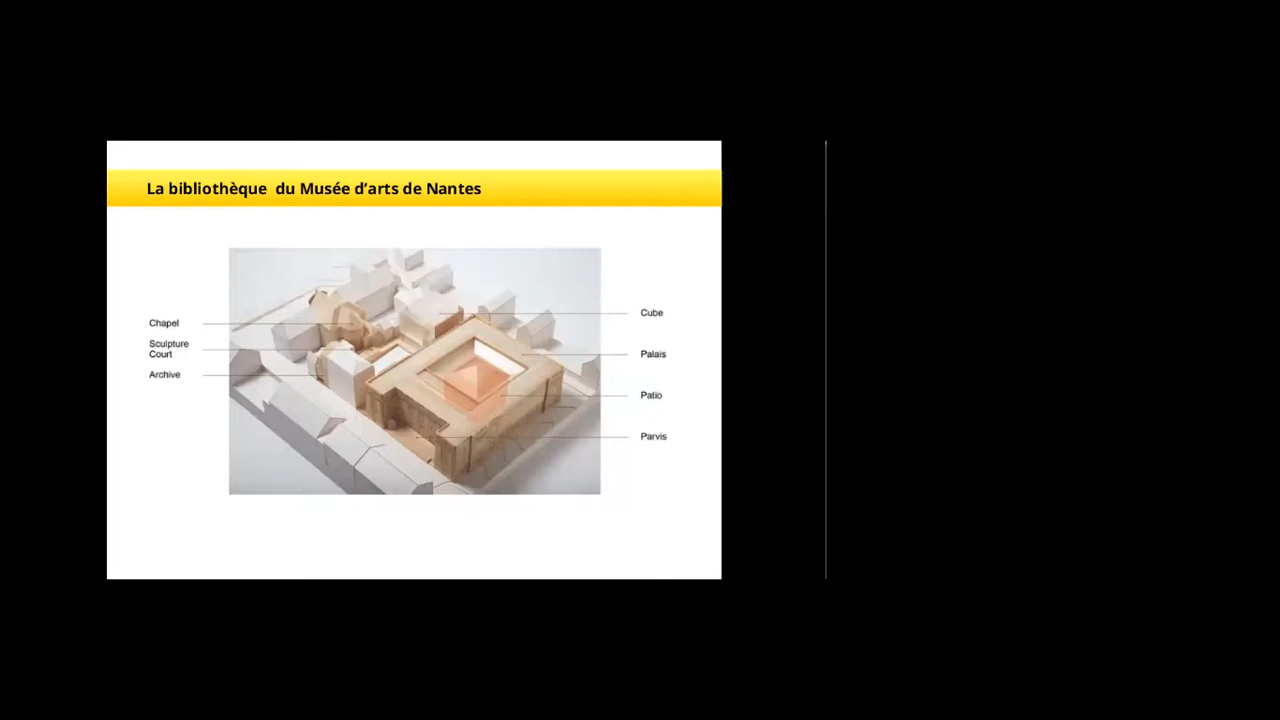 La bibliothèque  du Musée d’arts de Nantes
Chapel
Sculpture
Court
Archive
Cube
Palais
Patio
Parvis